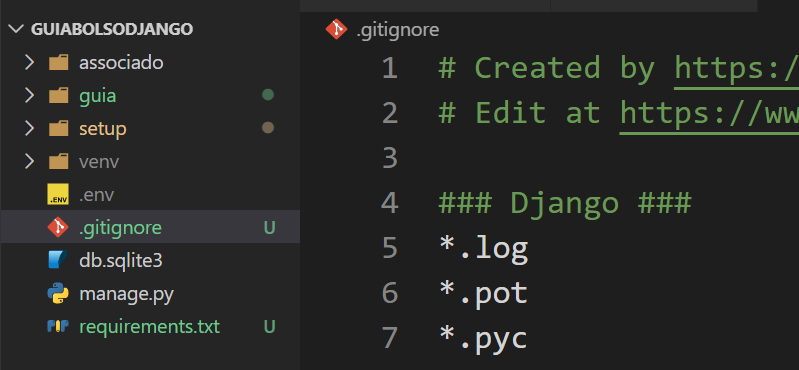 GUIABOLSODJANGO
associado
guia
setup
venv
.env
.gitignore U
db.sqlite3
manage.py
requirements.txt U
.gitignore
1 # Created by https:/
2 # Edit at https://ww
3
4 ### Django ###
5 *.log
6 *.pot
7 *.pyc
.ENV